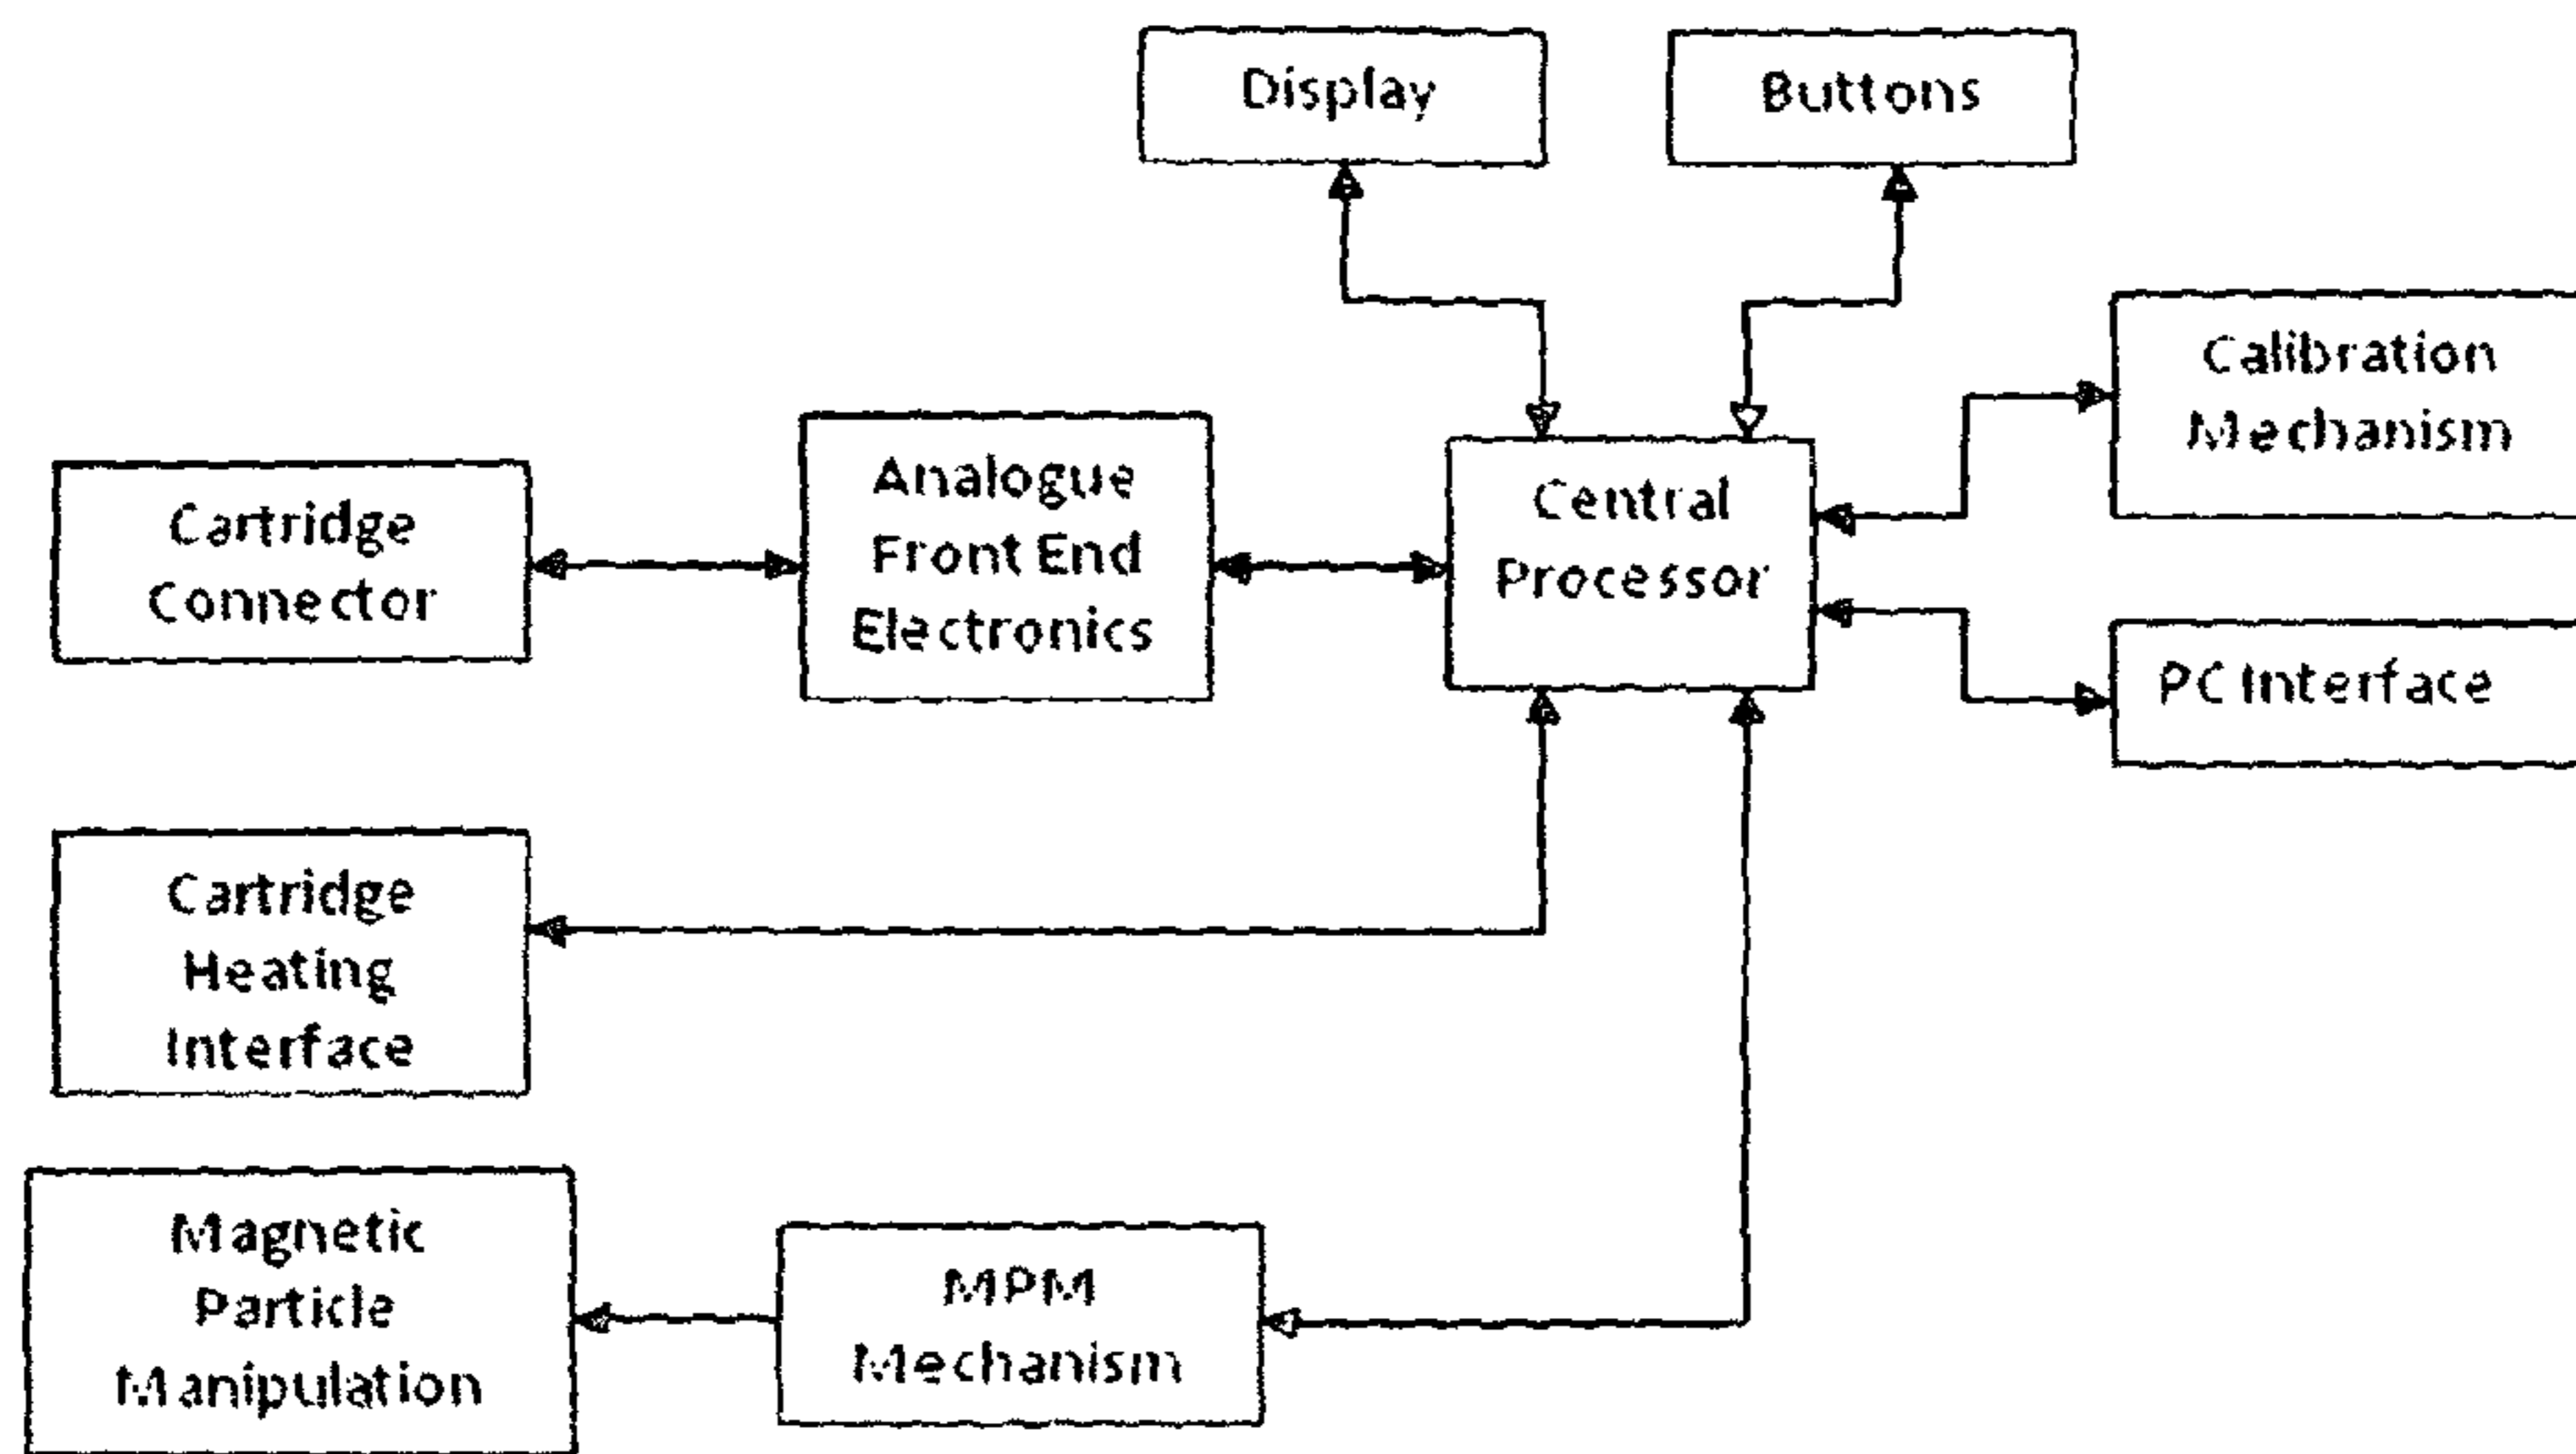 Display
Buttons
Calibration
Mechanism
Cartridge
Connector
Analogue
Front End
Electronics
Central
Processor
PC Interface
Cartridge
Heating
Interface
Magnetic
Particle
Manipulation
MPM
Mechanism